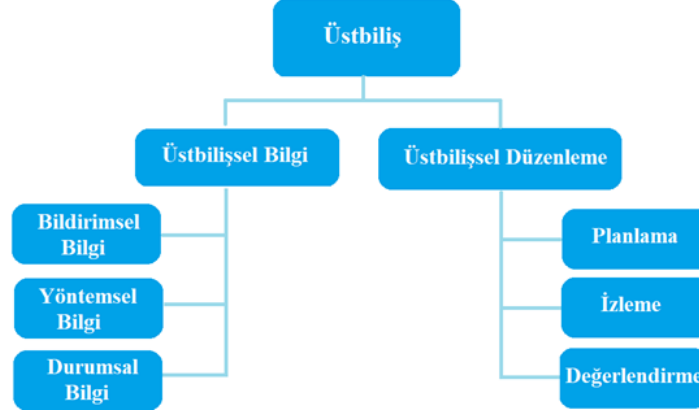 Üstbiliş
Üstbilişsel Bilgi
Üstbilişsel Düzenleme
Bildirimsel
Bilgi
Yöntemsel
Bilgi
Durumsal
Bilgi
Planlama
İzleme
Değerlendirme